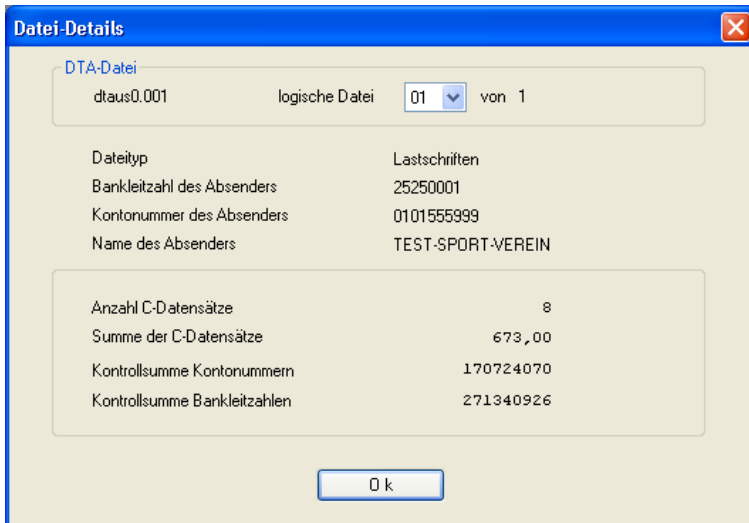 Datei-Details
DTA-Datei
dtaus0.001 logische Datei 01 von 1
Dateityp Lastschriften
Bankleitzahl des Absenders 25250001
Kontonummer des Absenders 0101555999
Name des Absenders TEST-SPORT-VEREIN
Anzahl C-Datensätze 8
Summe der C-Datensätze 673,00
Kontrollsumme Kontonummern 170724070
Kontrollsumme Bankleitzahlen 271340926
Ok